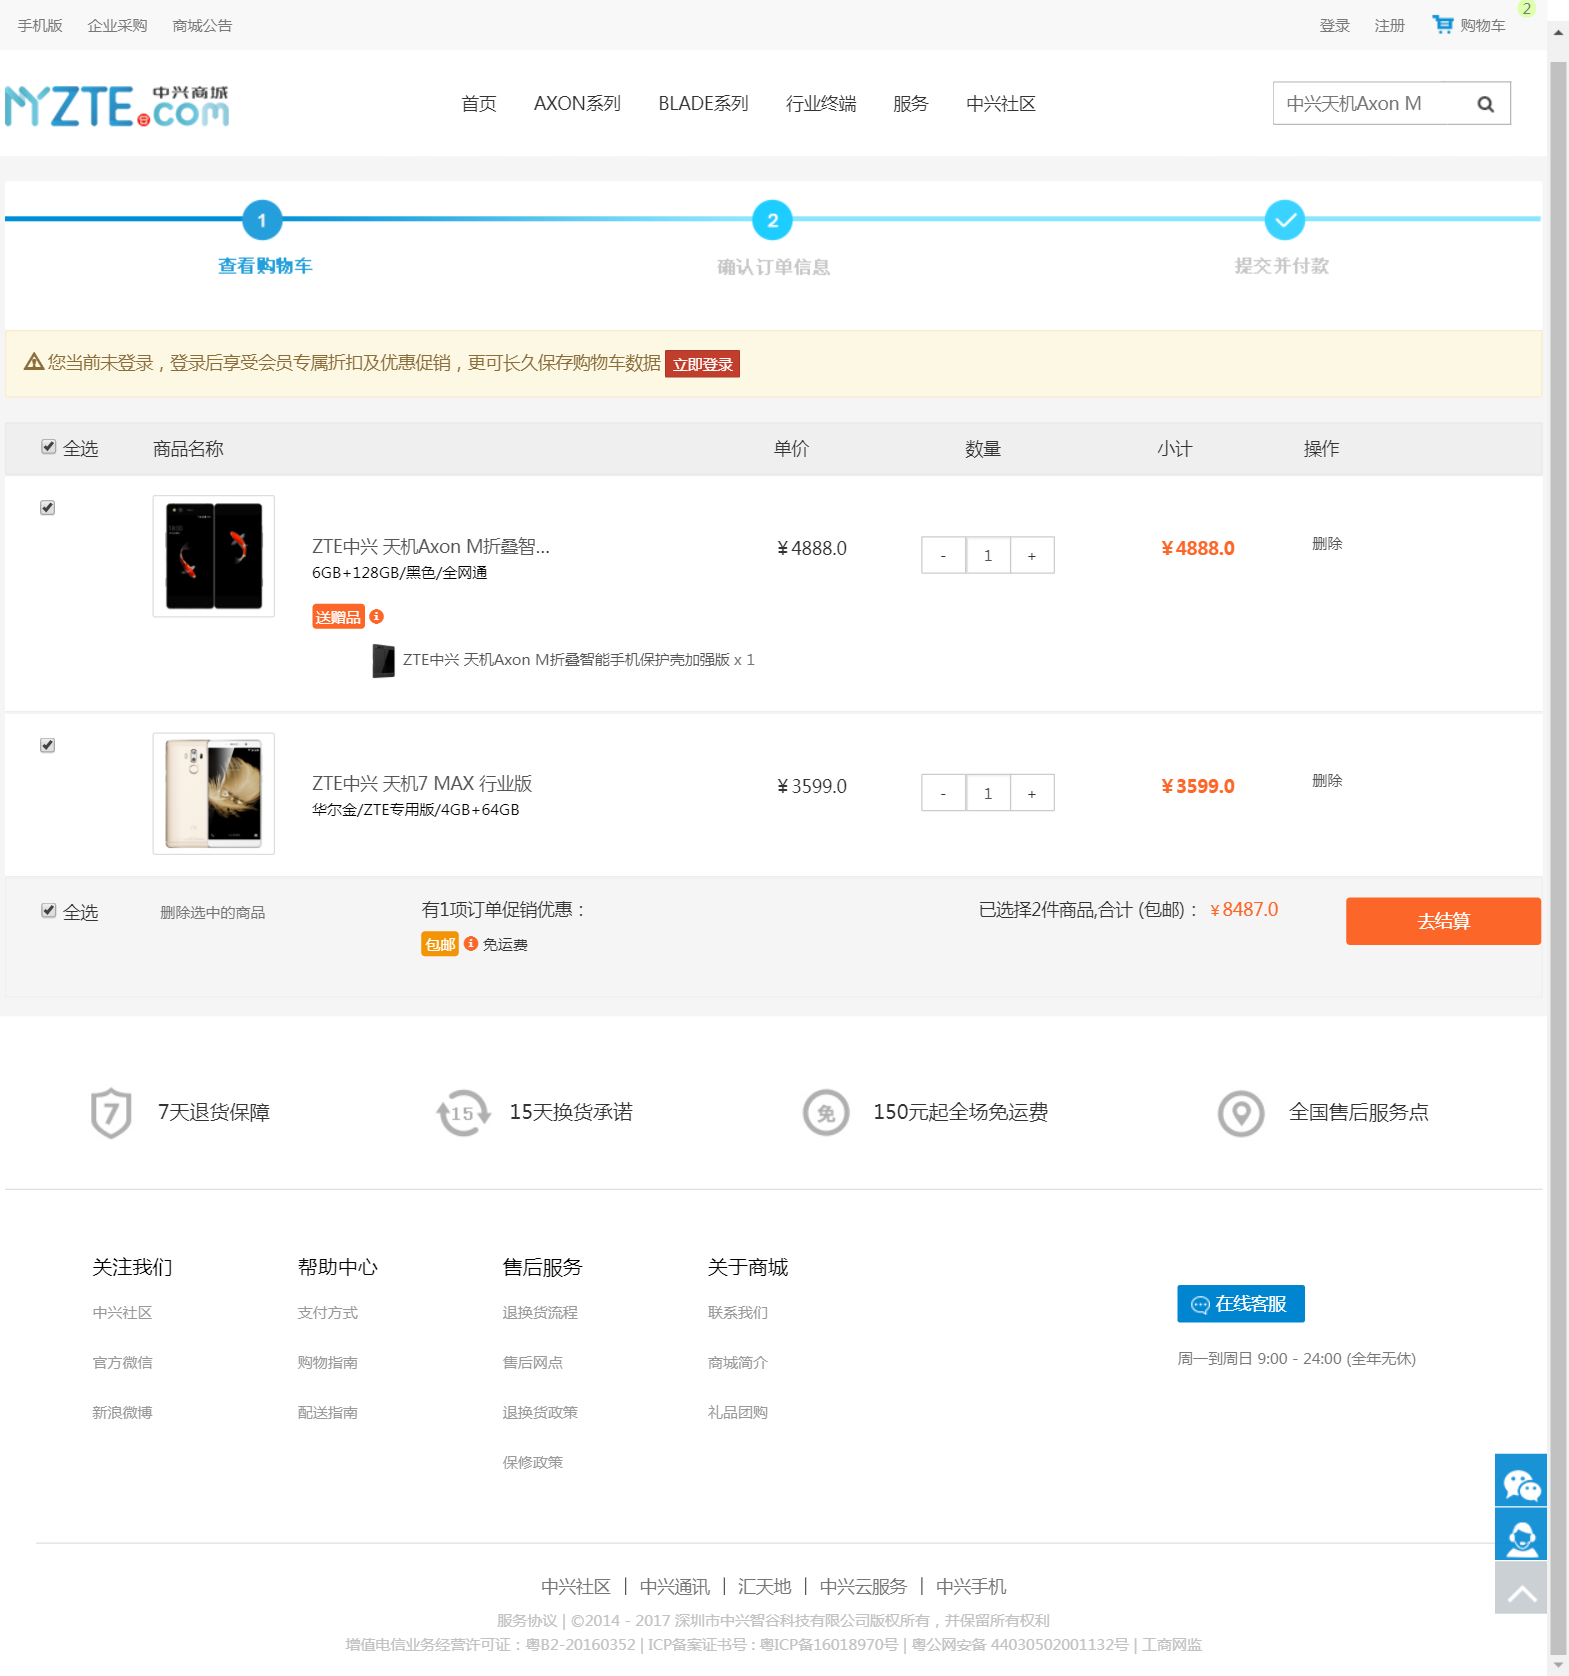 手机版 企业采购 商城公告 登录 注册 购物车 2
MYZTE.com 中兴商城 首页 AXON系列 BLADE系列 行业终端 服务 中兴社区 中兴天机Axon M
1 2
查看购物车 确认订单信息 提交并付款
您当前未登录，登录后享受会员专属折扣及优惠促销，更可长久保存购物车数据 立即登录
全选 商品名称 单价 数量 小计 操作
ZTE中兴 天机Axon M折叠智... ¥4888.0 - 1 + ¥4888.0 删除
6GB+128GB/黑色/全网通
送赠品
ZTE中兴 天机Axon M折叠智能手机保护壳加强版 x 1
ZTE中兴 天机7 MAX 行业版 ¥3599.0 - 1 + ¥3599.0 删除
华尔金/ZTE专用版/4GB+64GB
全选 删除选中的商品 有1项订单促销优惠： 已选择2件商品,合计 (包邮)： ¥8487.0 去结算
包邮 免运费
7 7天退货保障 15 15天换货承诺 免 150元起全场免运费 全国售后服务点
关注我们 帮助中心 售后服务 关于商城
在线客服
中兴社区 支付方式 退换货流程 联系我们
官方微信 购物指南 售后网点 商城简介 周一到周日 9:00 - 24:00 (全年无休)
新浪微博 配送指南 退换货政策 礼品团购
保修政策
中兴社区 | 中兴通讯 | 汇天地 | 中兴云服务 | 中兴手机
服务协议 | ©2014 - 2017 深圳市中兴智谷科技有限公司版权所有，并保留所有权利
增值电信业务经营许可证：粤B2-20160352 | ICP备案证书号：粤ICP备16018970号 | 粤公网安备 44030502001132号 | 工商网监